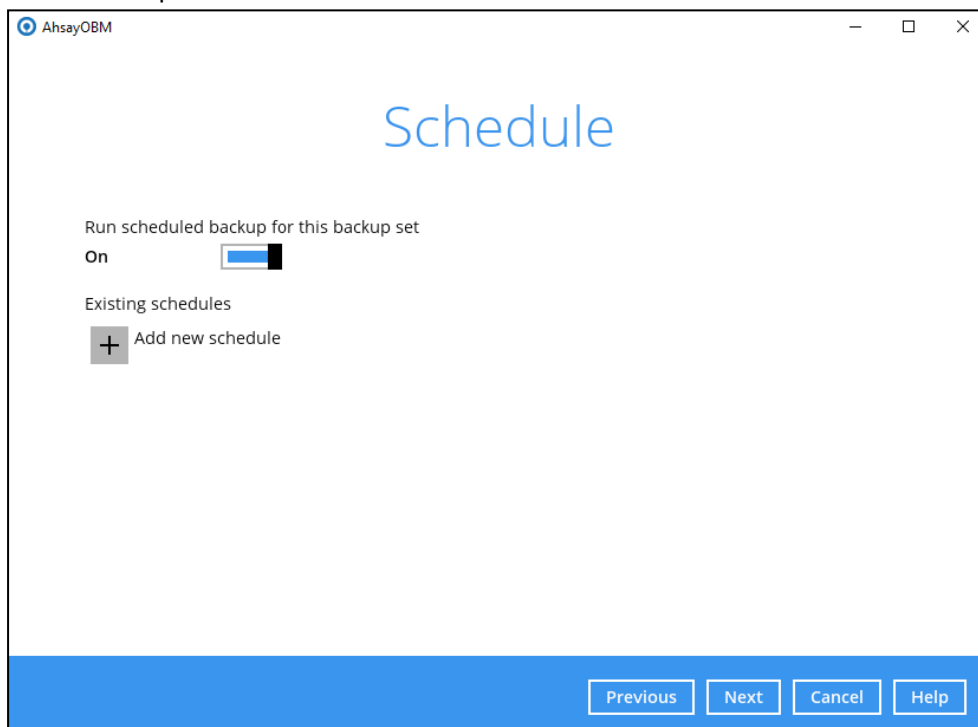 AhsayOBM
Schedule
Run scheduled backup for this backup set
On
Existing schedules
Add new schedule
Previous Next Cancel Help